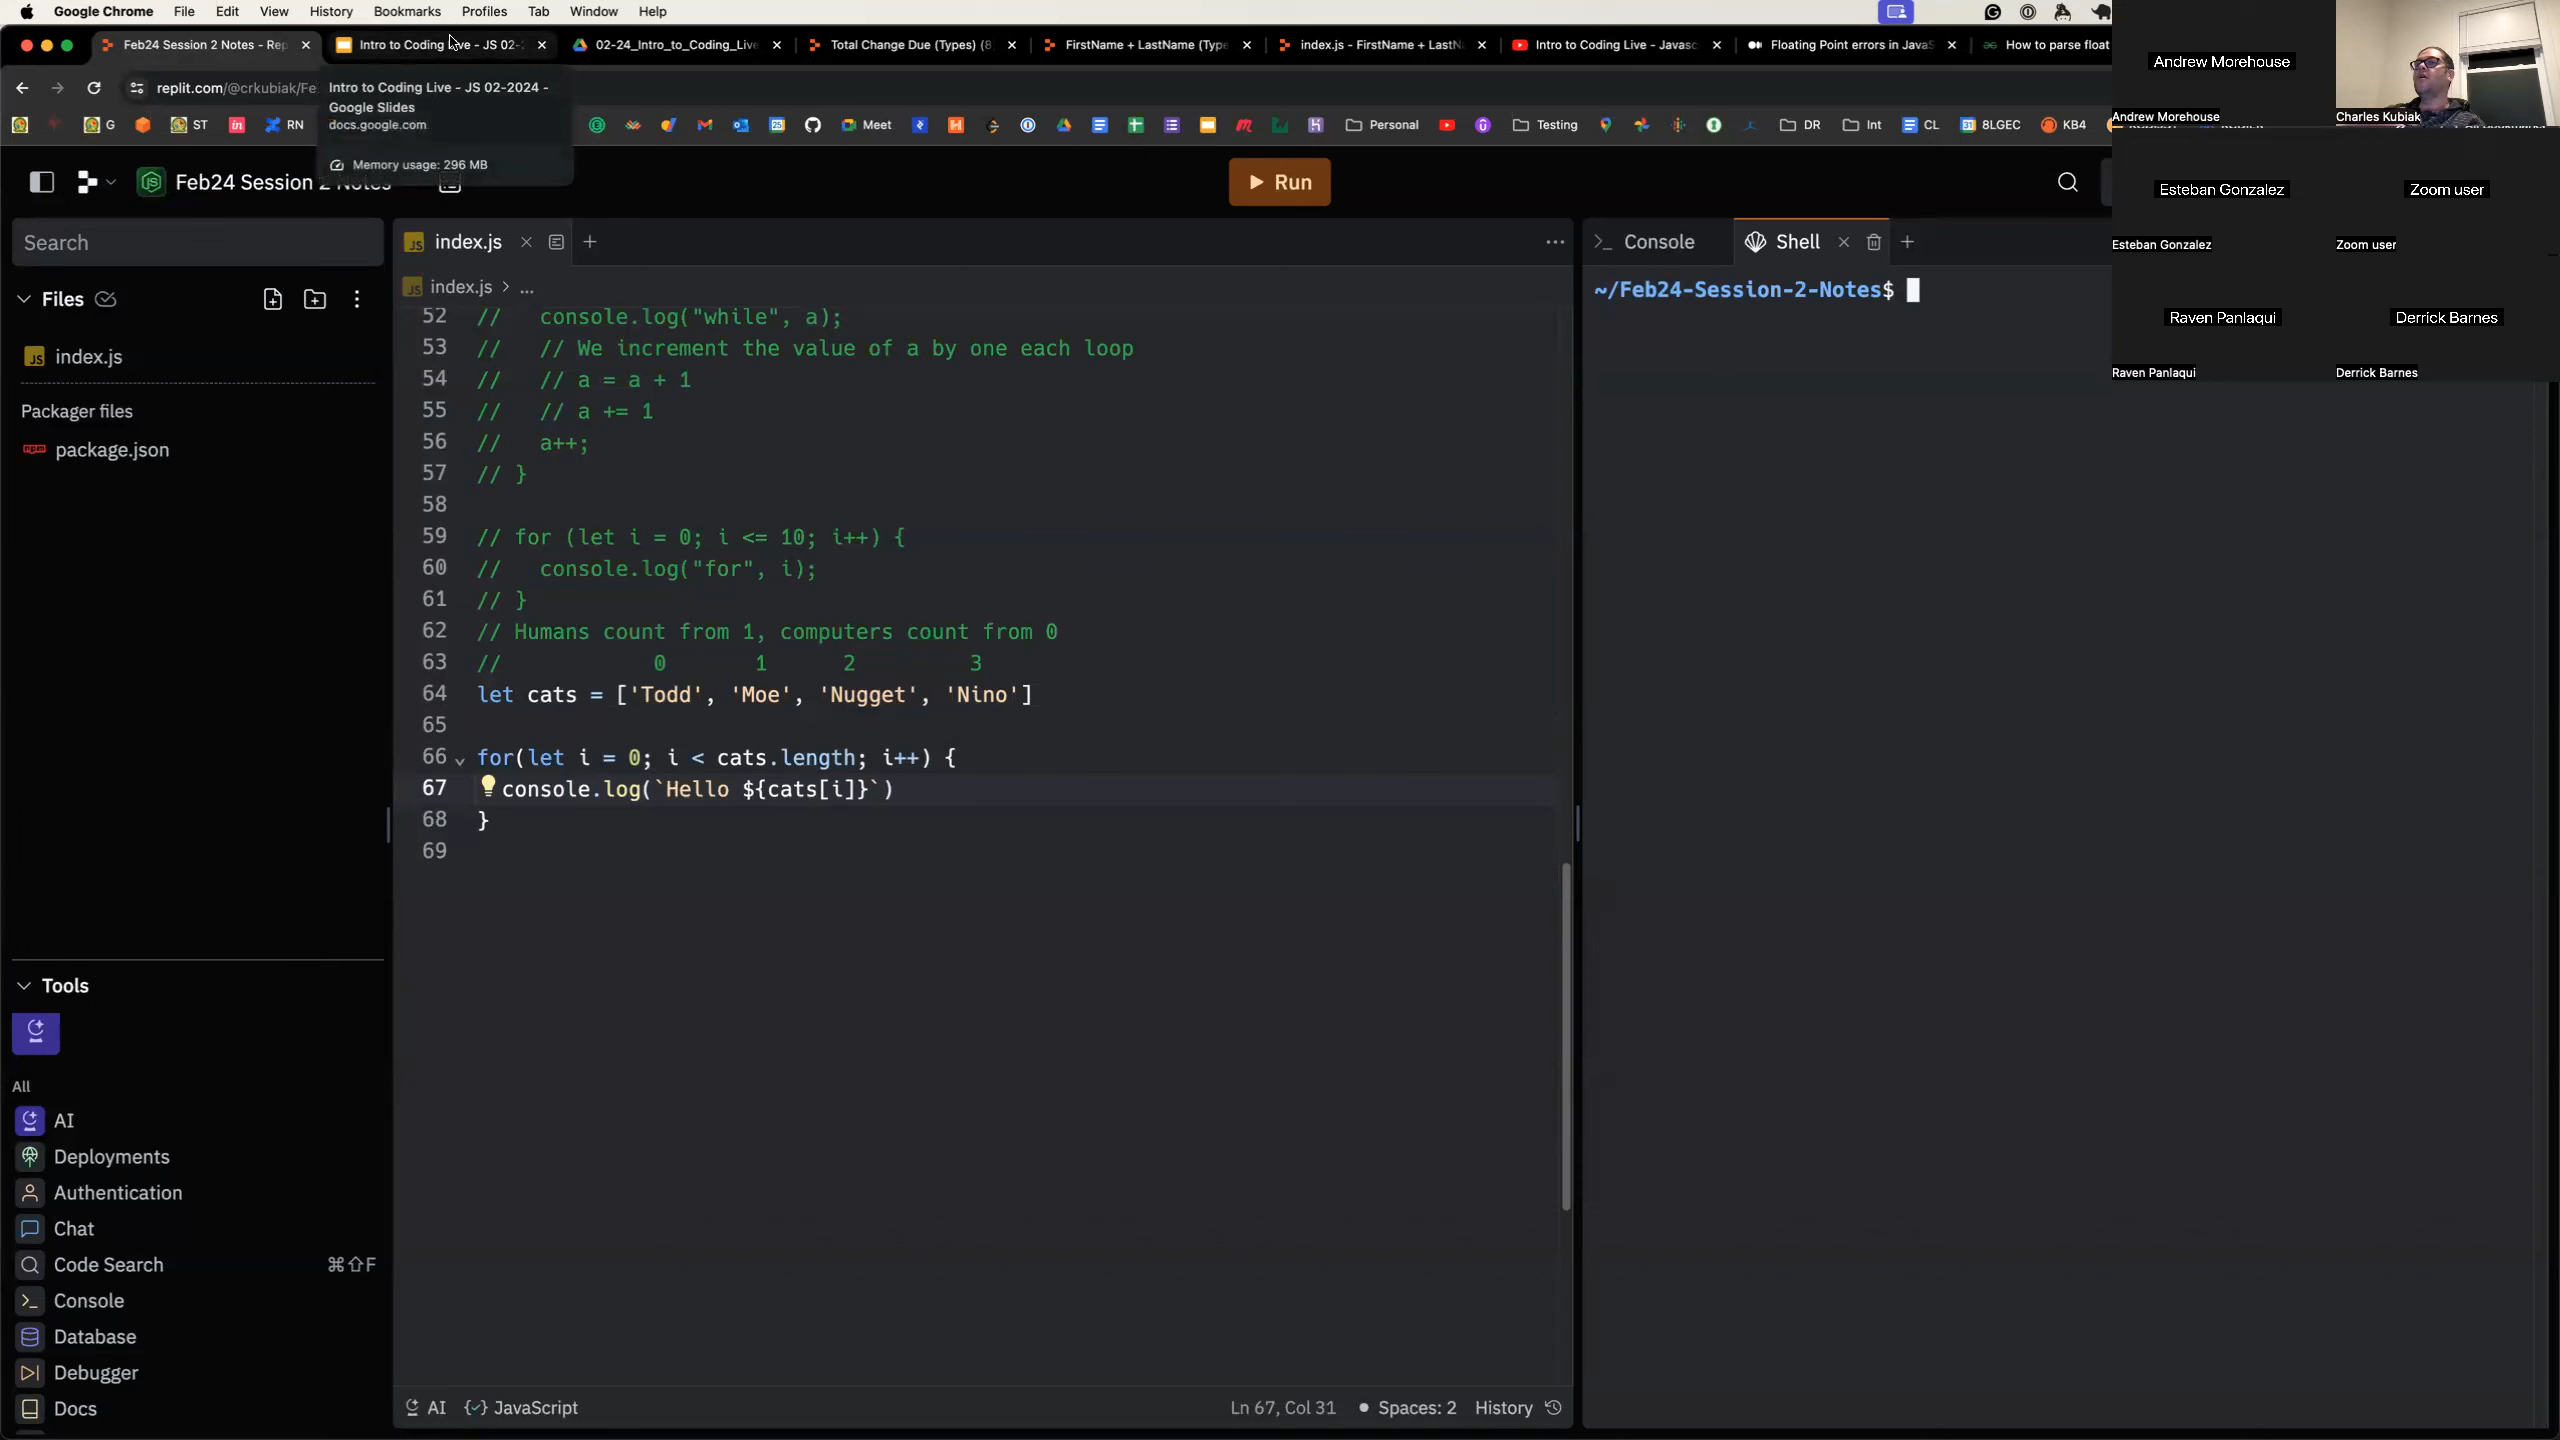 Google Chrome File Edit View History Bookmarks Profiles Tab Window Help
Feb24 Session 2 Notes - Rep
Intro to Coding Live - JS 02-
02-24_Intro_to_Coding_Live
Total Change Due (Types) (8
FirstName + LastName (Type
index.js - FirstName + LastN
Intro to Coding Live - Javasc
Floating Point errors in JavaS
How to parse float
replit.com/@crkubiak/Fe
Intro to Coding Live - JS 02-2024 -
Google Slides
docs.google.com
Memory usage: 296 MB
G ST RN Meet Personal Testing DR Int CL 8LGEC KB4
Feb24 Session 2 Notes
Run
Search
Files
index.js
Packager files
package.json
Tools
All
AI
Deployments
Authentication
Chat
Code Search ⌘⇧F
Console
Database
Debugger
Docs
index.js
index.js > ...
52 //   console.log("while", a);
53 //   // We increment the value of a by one each loop
54 //   // a = a + 1
55 //   // a += 1
56 //   a++;
57 // }
58
59 // for (let i = 0; i <= 10; i++) {
60 //   console.log("for", i);
61 // }
62 // Humans count from 1, computers count from 0
63 //            0       1      2         3
64 let cats = ['Todd', 'Moe', 'Nugget', 'Nino']
65
66 for(let i = 0; i < cats.length; i++) {
67   console.log(`Hello ${cats[i]}`)
68 }
69
AI JavaScript
Ln 67, Col 31 Spaces: 2 History
Console Shell
~/Feb24-Session-2-Notes$
Andrew Morehouse
Andrew Morehouse
Charles Kubiak
Esteban Gonzalez
Esteban Gonzalez
Zoom user
Zoom user
Raven Panlaqui
Raven Panlaqui
Derrick Barnes
Derrick Barnes